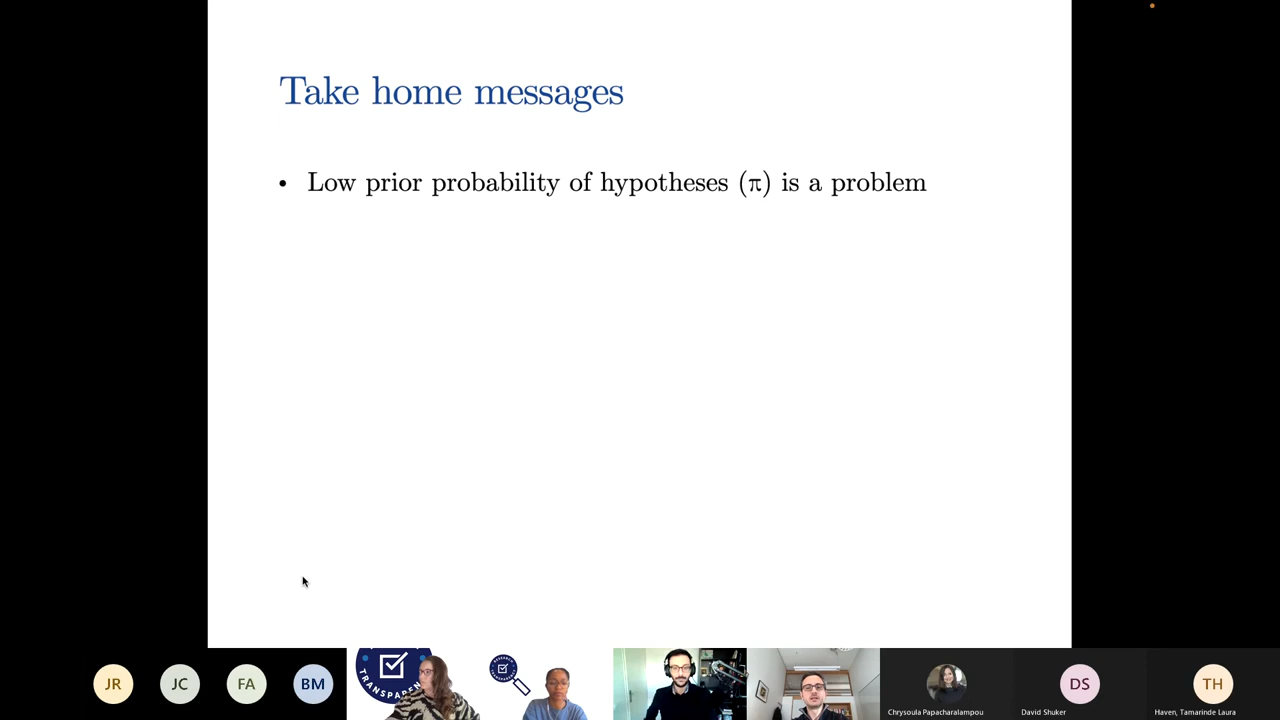 Take home messages
• Low prior probability of hypotheses (π) is a problem
JR
JC
FA
BM
TRANSPAREN
Chrysoula Papacharalampou
DS
David Shuker
TH
Haven, Tamarinde Laura